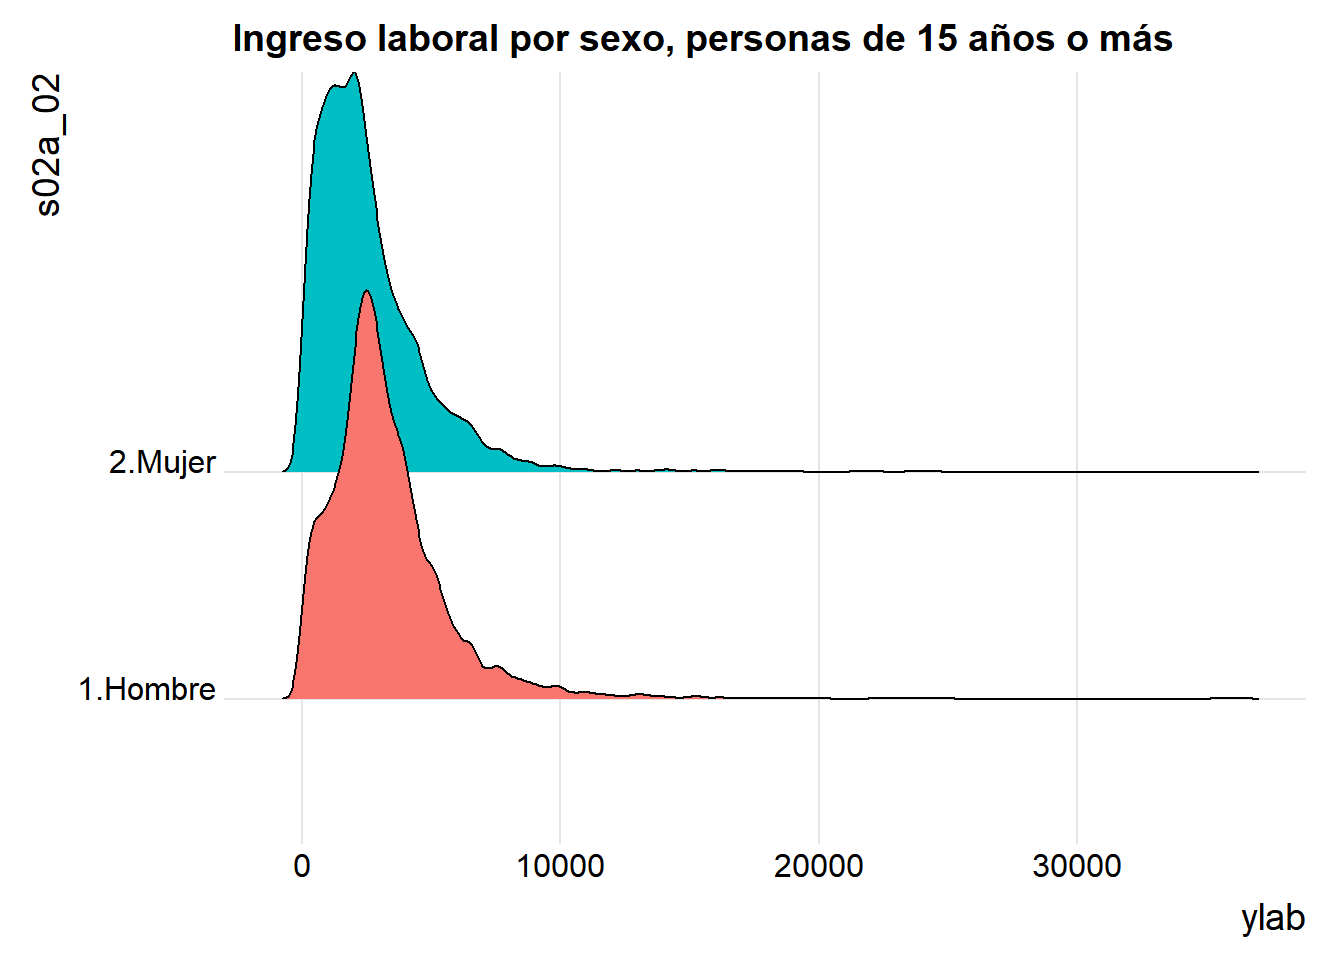 Ingreso laboral por sexo, personas de 15 años o más
s02a_02
2.Mujer
1.Hombre
0 10000 20000 30000
ylab